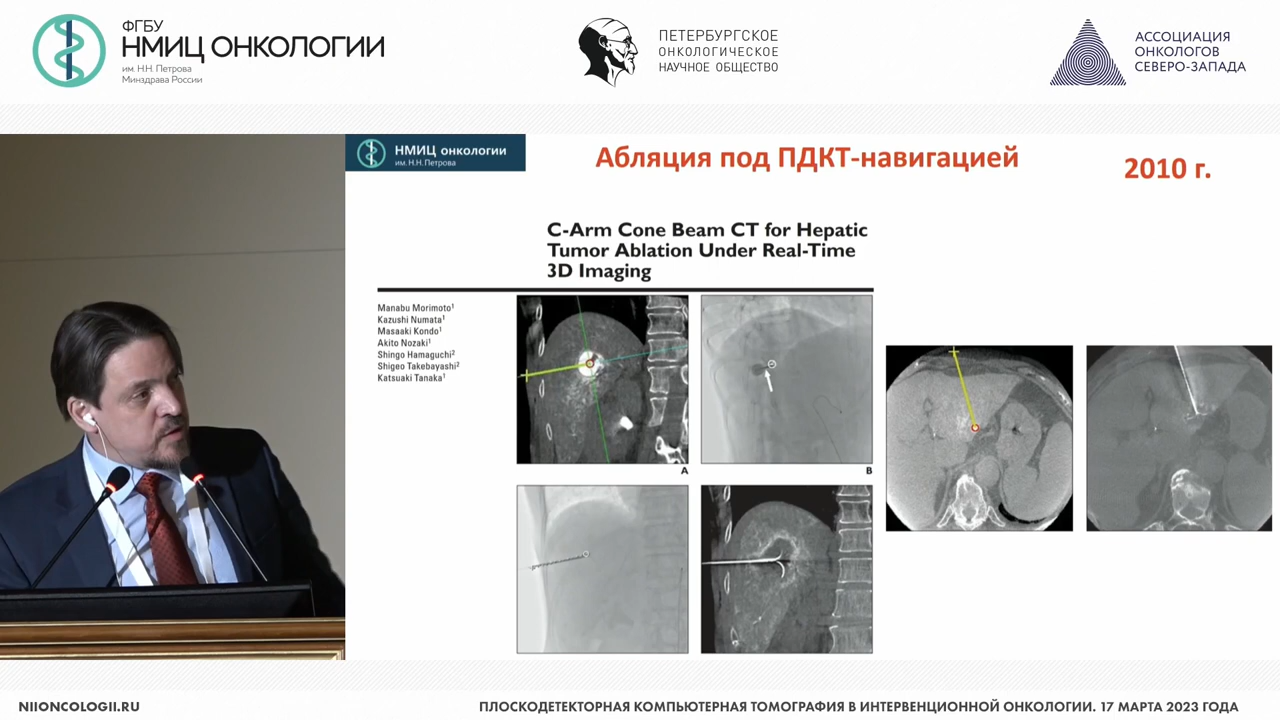 ФГБУ
НМИЦ ОНКОЛОГИИ
им. Н.Н. Петрова
Минздрава России
ПЕТЕРБУРГСКОЕ
ОНКОЛОГИЧЕСКОЕ
НАУЧНОЕ ОБЩЕСТВО
АССОЦИАЦИЯ
ОНКОЛОГОВ
СЕВЕРО-ЗАПАДА
НМИЦ онкологии
им. Н.Н.Петрова
Абляция под ПДКТ-навигацией
2010 г.
C-Arm Cone Beam CT for Hepatic
Tumor Ablation Under Real-Time
3D Imaging
Manabu Morimoto¹
Kazushi Numata¹
Masaaki Kondo¹
Akito Nozaki¹
Shingo Hamaguchi²
Shigeo Takebayashi²
Katsuaki Tanaka¹
A
B
NIIONCOLOGII.RU
ПЛОСКОДЕТЕКТОРНАЯ КОМПЬЮТЕРНАЯ ТОМОГРАФИЯ В ИНТЕРВЕНЦИОННОЙ ОНКОЛОГИИ. 17 МАРТА 2023 ГОДА